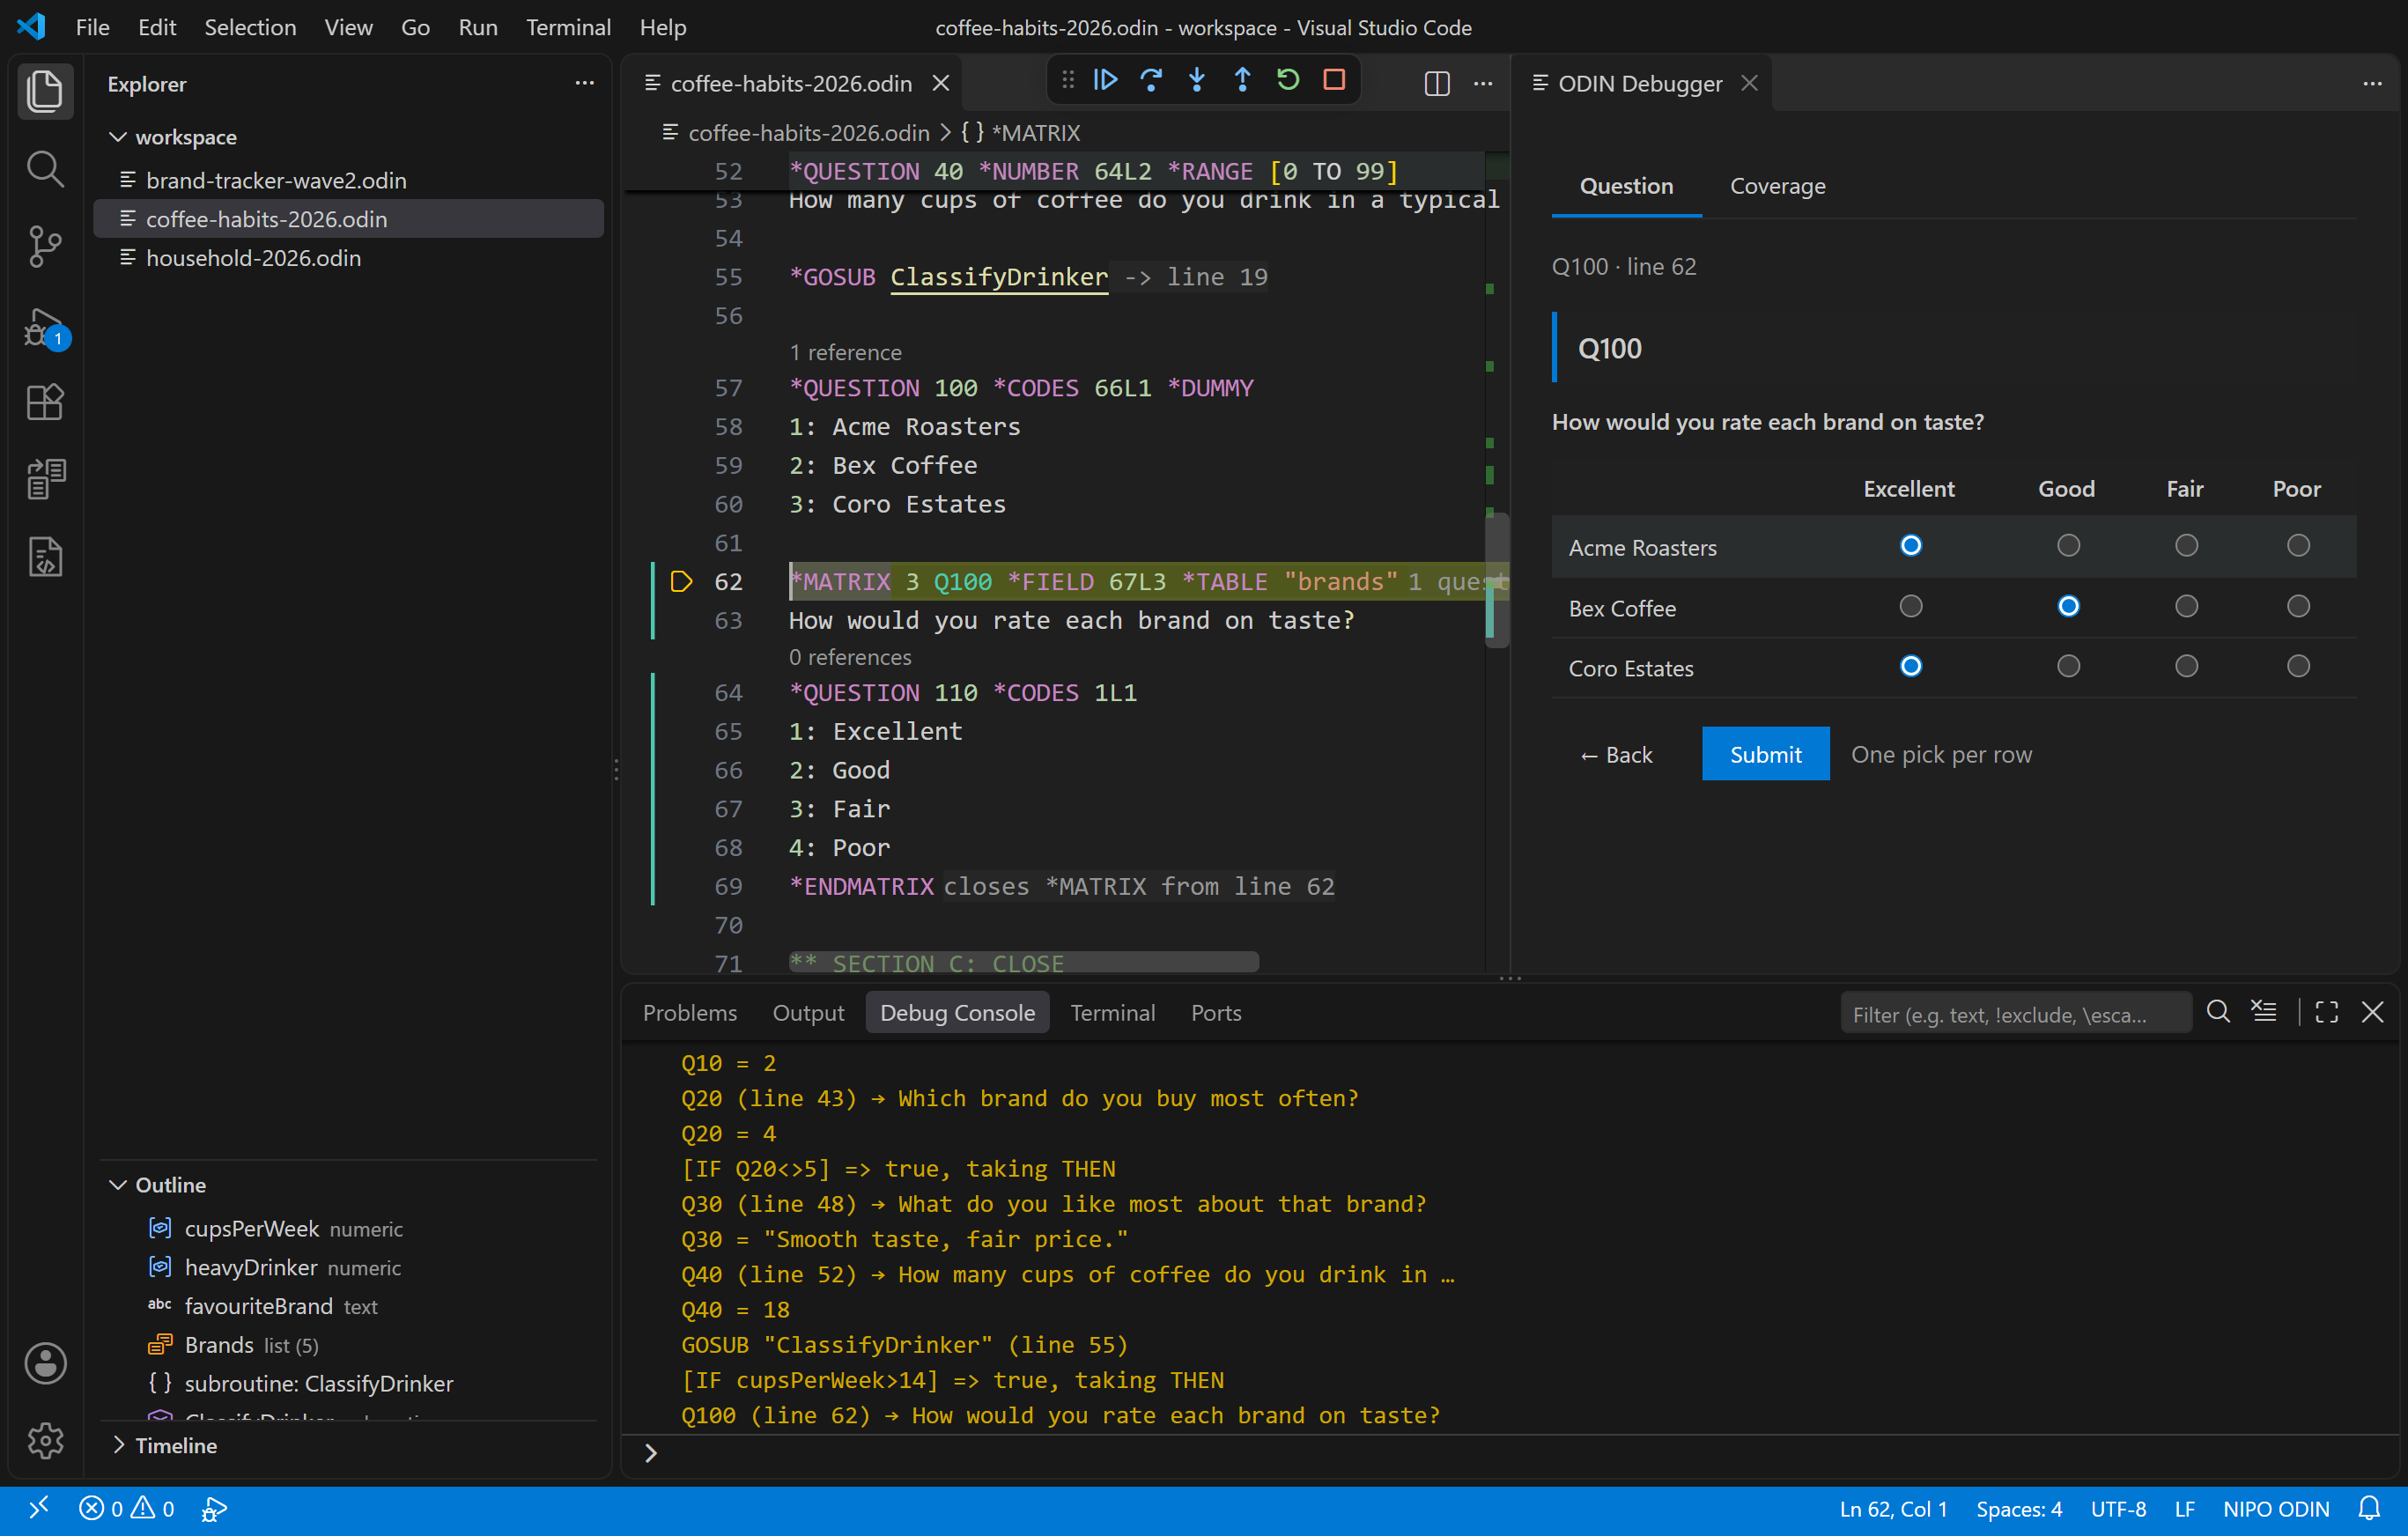 File Edit Selection View Go Run Terminal Help
coffee-habits-2026.odin - workspace - Visual Studio Code
Explorer
workspace
brand-tracker-wave2.odin
coffee-habits-2026.odin
household-2026.odin
1
Outline
cupsPerWeek numeric
heavyDrinker numeric
favouriteBrand text
Brands list (5)
{ } subroutine: ClassifyDrinker
Timeline
coffee-habits-2026.odin
coffee-habits-2026.odin > { } *MATRIX
52 *QUESTION 40 *NUMBER 64L2 *RANGE [0 TO 99]
53 How many cups of coffee do you drink in a typical
54
55 *GOSUB ClassifyDrinker -> line 19
56
1 reference
57 *QUESTION 100 *CODES 66L1 *DUMMY
58 1: Acme Roasters
59 2: Bex Coffee
60 3: Coro Estates
61
62 *MATRIX 3 Q100 *FIELD 67L3 *TABLE "brands" 1 quest
63 How would you rate each brand on taste?
0 references
64 *QUESTION 110 *CODES 1L1
65 1: Excellent
66 2: Good
67 3: Fair
68 4: Poor
69 *ENDMATRIX closes *MATRIX from line 62
70
71 ** SECTION C: CLOSE
ODIN Debugger
Question Coverage
Q100 · line 62
Q100
How would you rate each brand on taste?
Excellent Good Fair Poor
Acme Roasters
Bex Coffee
Coro Estates
← Back Submit One pick per row
Problems Output Debug Console Terminal Ports
Filter (e.g. text, !exclude, \esca...
Q10 = 2
Q20 (line 43) → Which brand do you buy most often?
Q20 = 4
[IF Q20<>5] => true, taking THEN
Q30 (line 48) → What do you like most about that brand?
Q30 = "Smooth taste, fair price."
Q40 (line 52) → How many cups of coffee do you drink in …
Q40 = 18
GOSUB "ClassifyDrinker" (line 55)
[IF cupsPerWeek>14] => true, taking THEN
Q100 (line 62) → How would you rate each brand on taste?
>
0 0
Ln 62, Col 1 Spaces: 4 UTF-8 LF NIPO ODIN